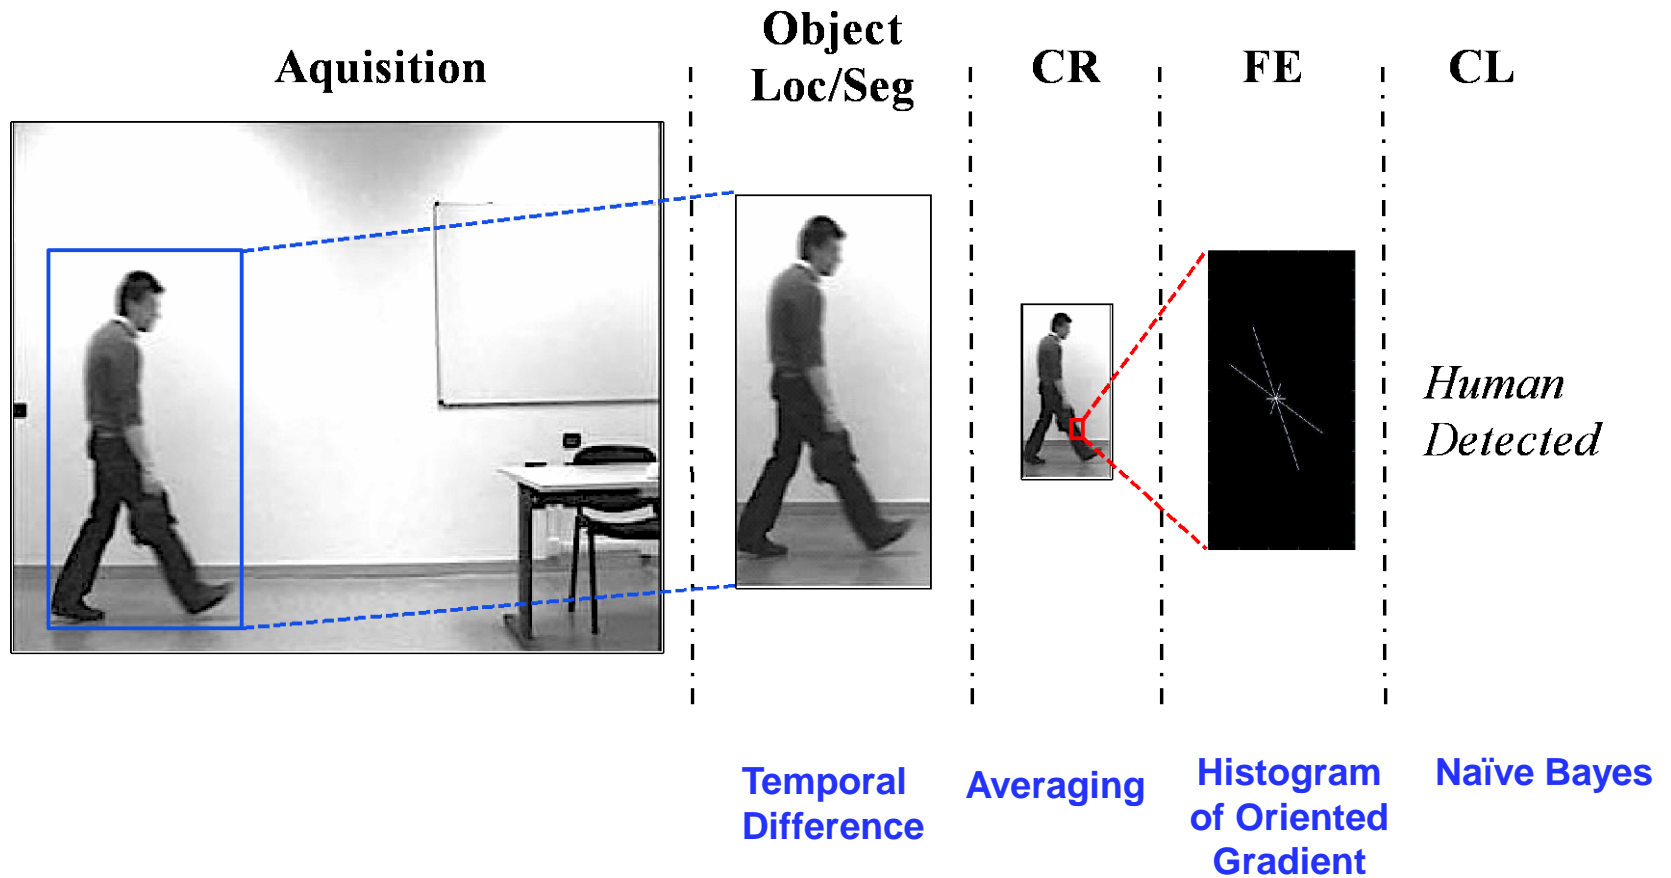 Aquisition
Object
Loc/Seg
CR
FE
CL
Human
Detected
Temporal
Difference
Averaging
Histogram
of Oriented
Gradient
Naïve Bayes